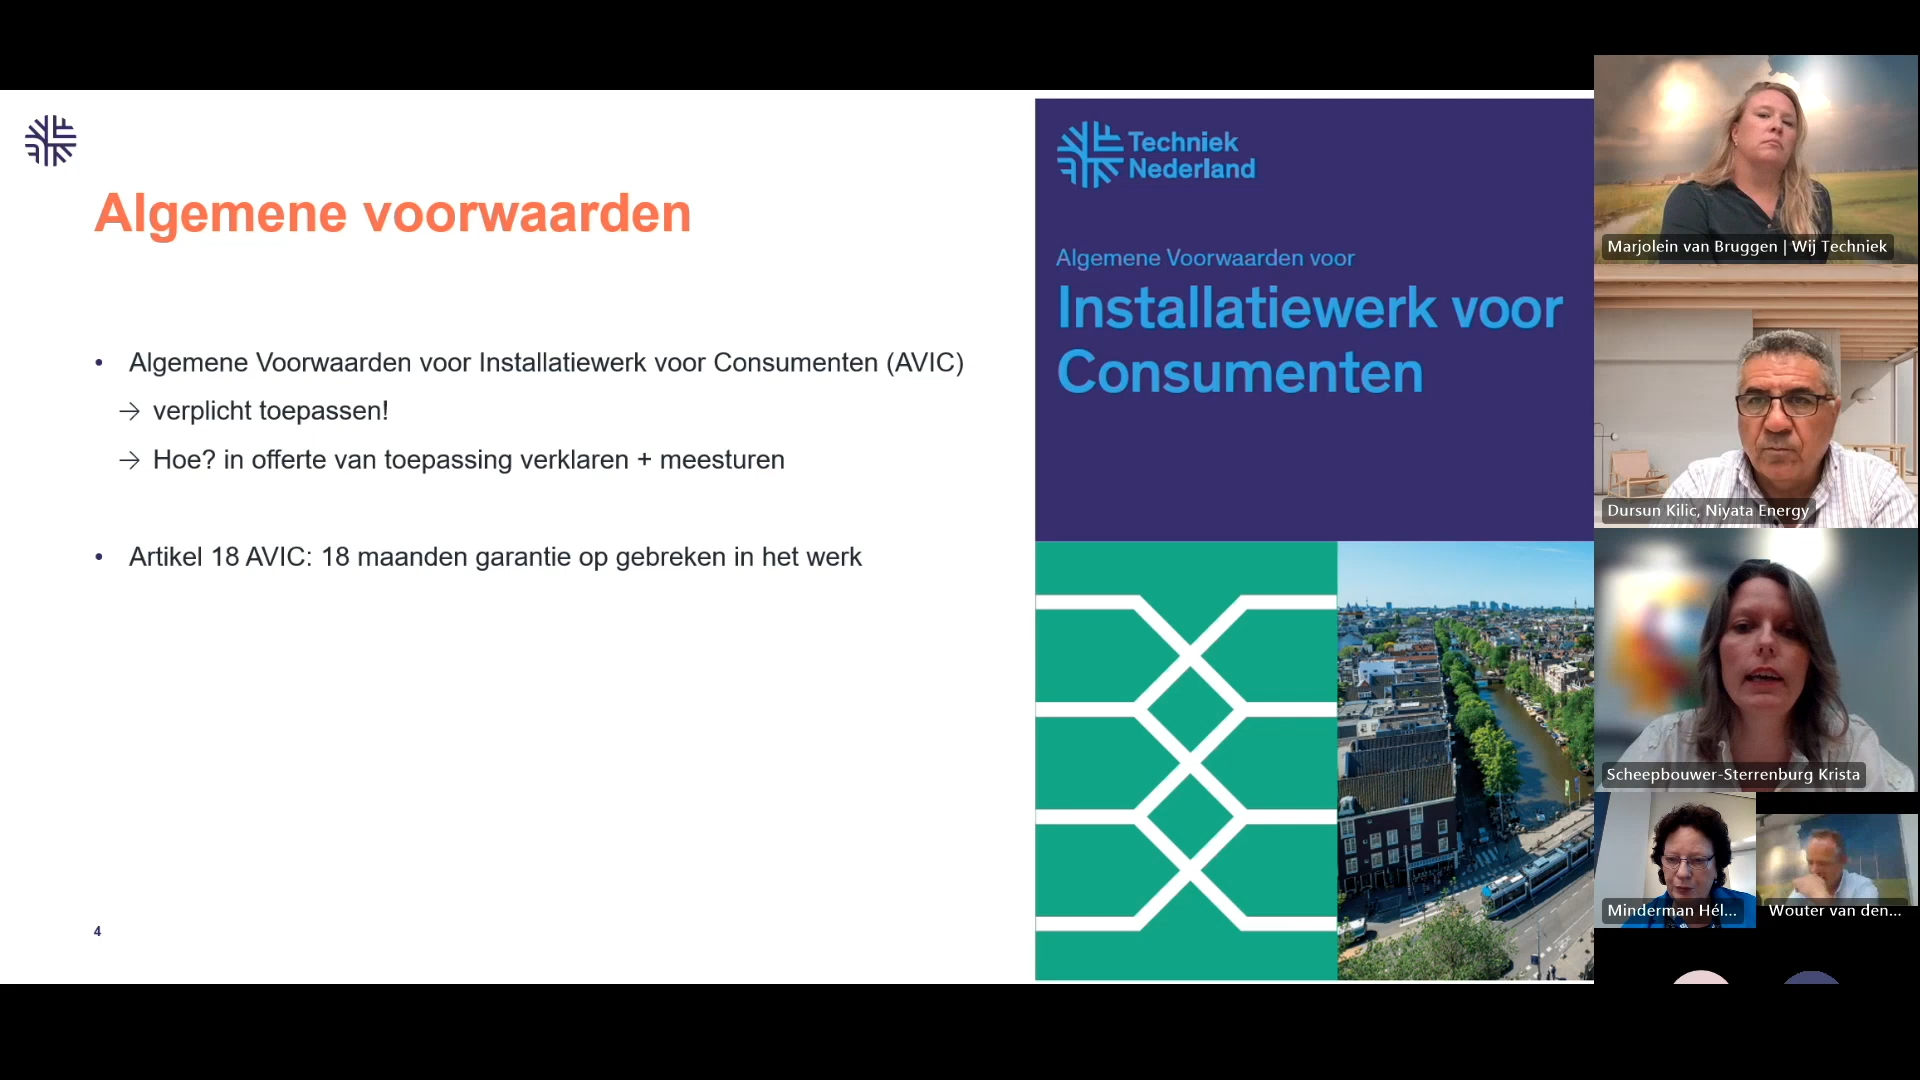 Algemene voorwaarden
• Algemene Voorwaarden voor Installatiewerk voor Consumenten (AVIC)
→ verplicht toepassen!
→ Hoe? in offerte van toepassing verklaren + meesturen
• Artikel 18 AVIC: 18 maanden garantie op gebreken in het werk
4
Techniek
Nederland
Algemene Voorwaarden voor
Installatiewerk voor
Consumenten
Marjolein van Bruggen | Wij Techniek
Dursun Kilic, Niyata Energy
Scheepbouwer-Sterrenburg Krista
Minderman Hél...
Wouter van den...